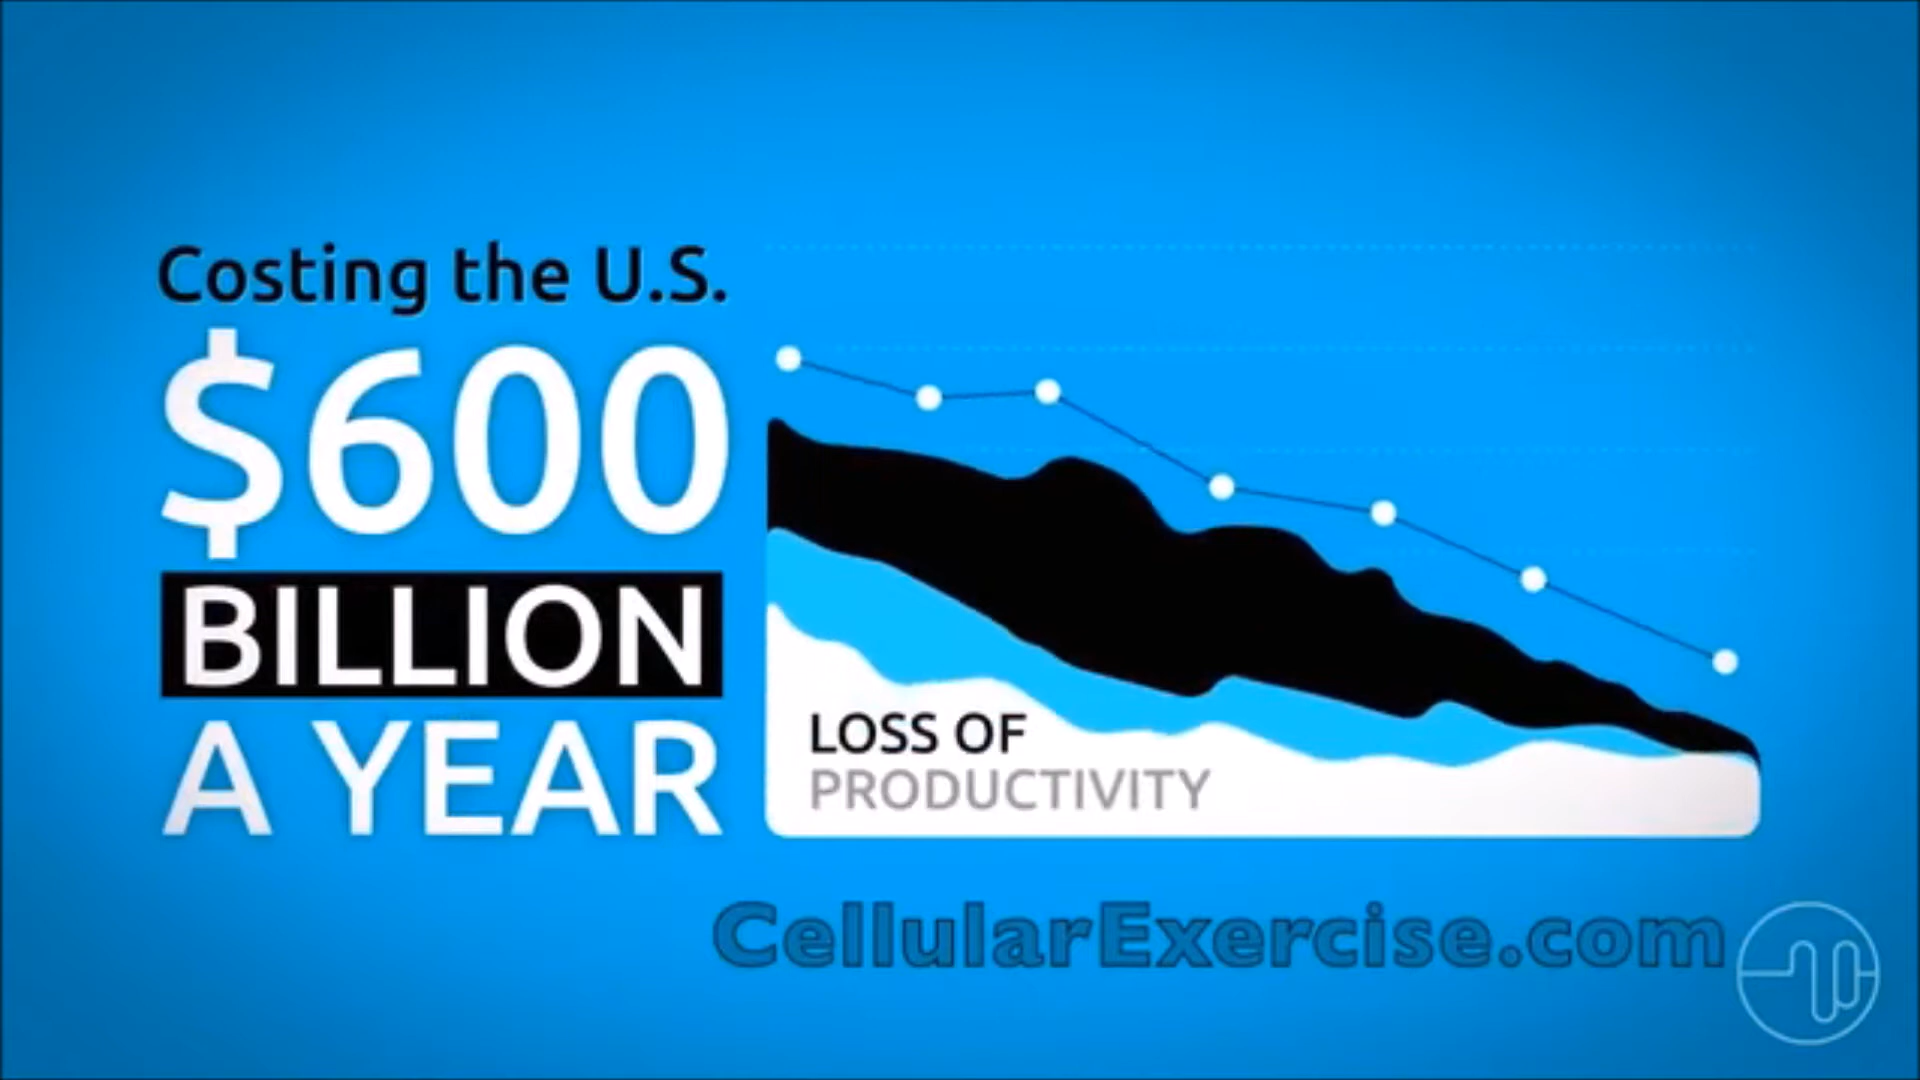 Costing the U.S.
$600
BILLION
A YEAR
LOSS OF
PRODUCTIVITY
CellularExercise.com